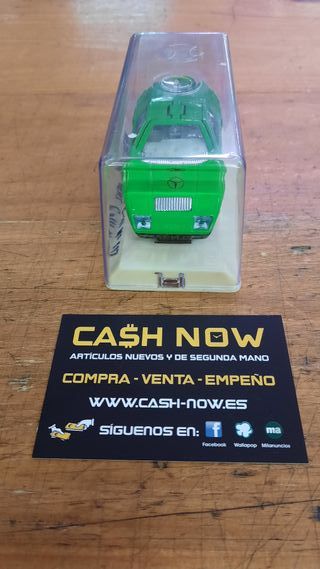 CA$H NOW
ARTÍCULOS NUEVOS Y DE SEGUNDA MANO
COMPRA - VENTA - EMPEÑO
WWW.CASH-NOW.ES
SÍGUENOS EN:
Facebook
Wallapop
ma
Milanuncios